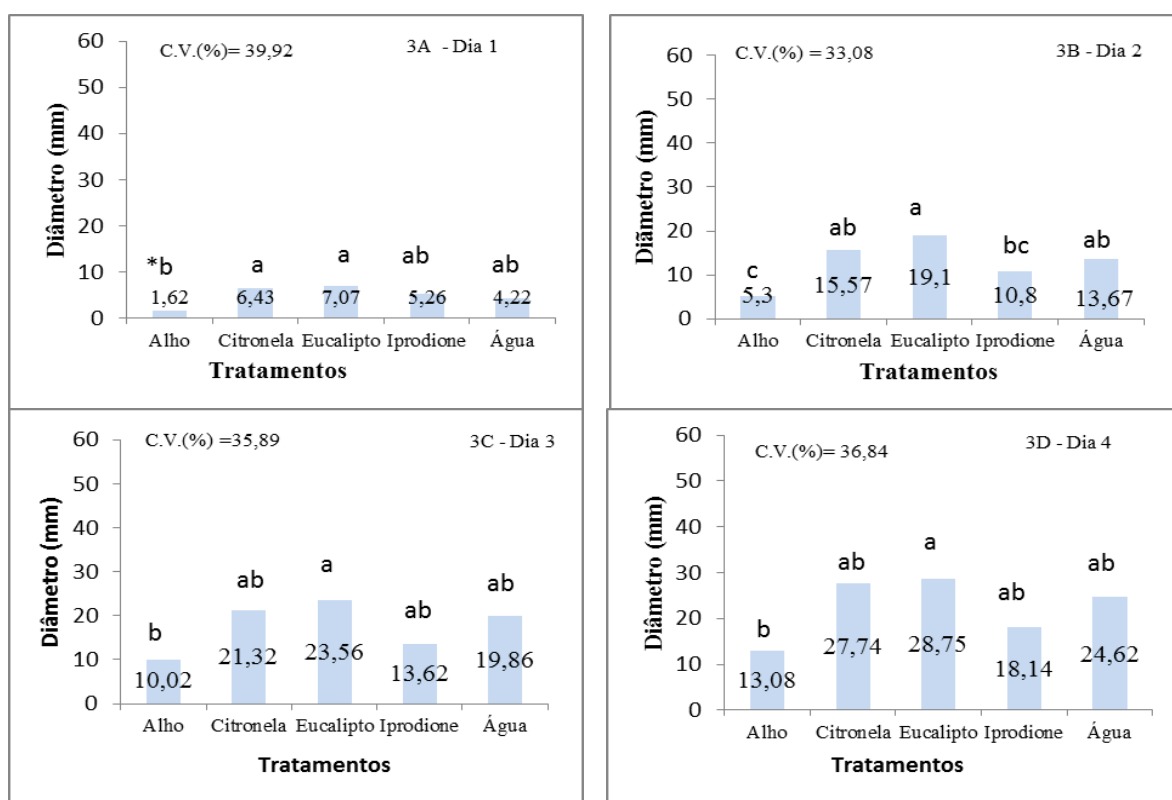 C.V.(%)= 39,92
3A - Dia 1
Diâmetro (mm)
60
50
40
30
20
10
0
*b
a
a
ab
ab
1,62
6,43
7,07
5,26
4,22
Alho
Citronela
Eucalipto
Iprodione
Água
Tratamentos
C.V.(%)= 33,08
3B - Dia 2
Diâmetro (mm)
60
50
40
30
20
10
0
c
ab
a
bc
ab
5,3
15,57
19,1
10,8
13,67
Alho
Citronela
Eucalipto
Iprodione
Água
Tratamentos
C.V.(%) =35,89
3C - Dia 3
Diâmetro (mm)
60
50
40
30
20
10
0
b
ab
a
ab
ab
10,02
21,32
23,56
13,62
19,86
Alho
Citronela
Eucalipto
Iprodione
Água
Tratamentos
C.V.(%)= 36,84
3D - Dia 4
Diâmetro (mm)
60
50
40
30
20
10
0
b
ab
a
ab
ab
13,08
27,74
28,75
18,14
24,62
Alho
Citronela
Eucalipto
Iprodione
Água
Tratamentos